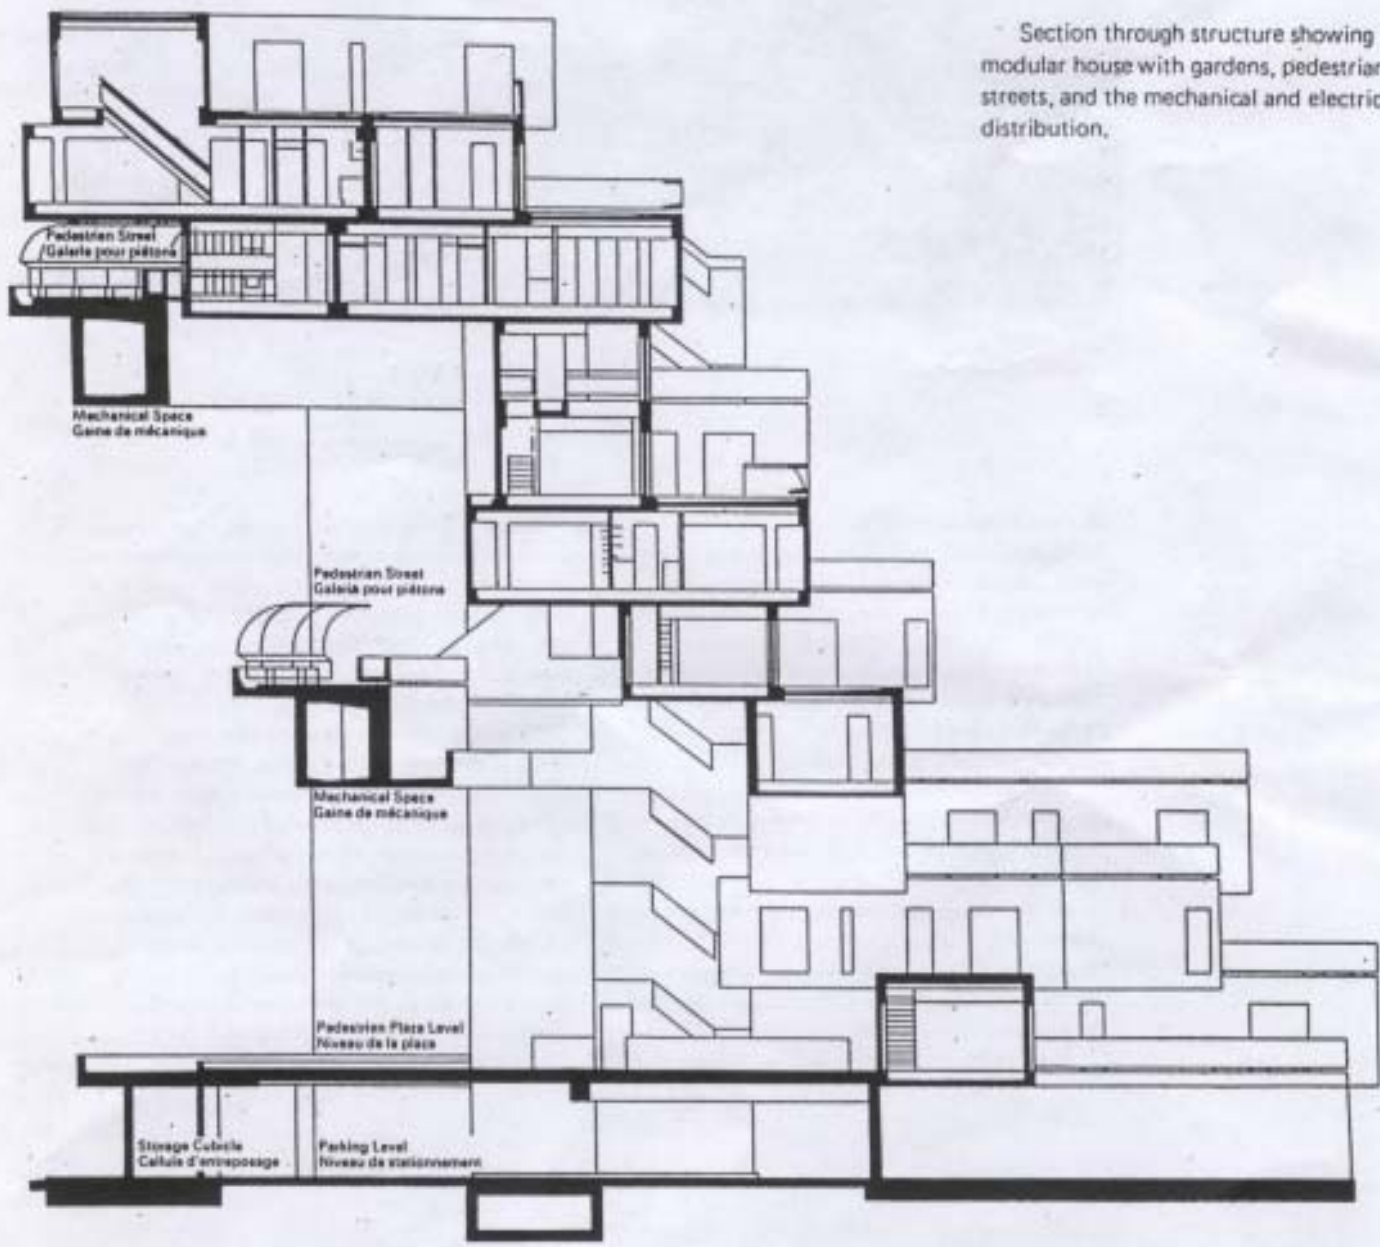 Section through structure showing
modular house with gardens, pedestrian
streets, and the mechanical and electric
distribution.
Pedestrian Street
Galerie pour piétons
Mechanical Space
Gaine de mécanique
Pedestrian Street
Galerie pour piétons
Mechanical Space
Gaine de mécanique
Pedestrian Plaza Level
Niveau de la place
Storage Cubicle
Cellule d'entreposage
Parking Level
Niveau de stationnement